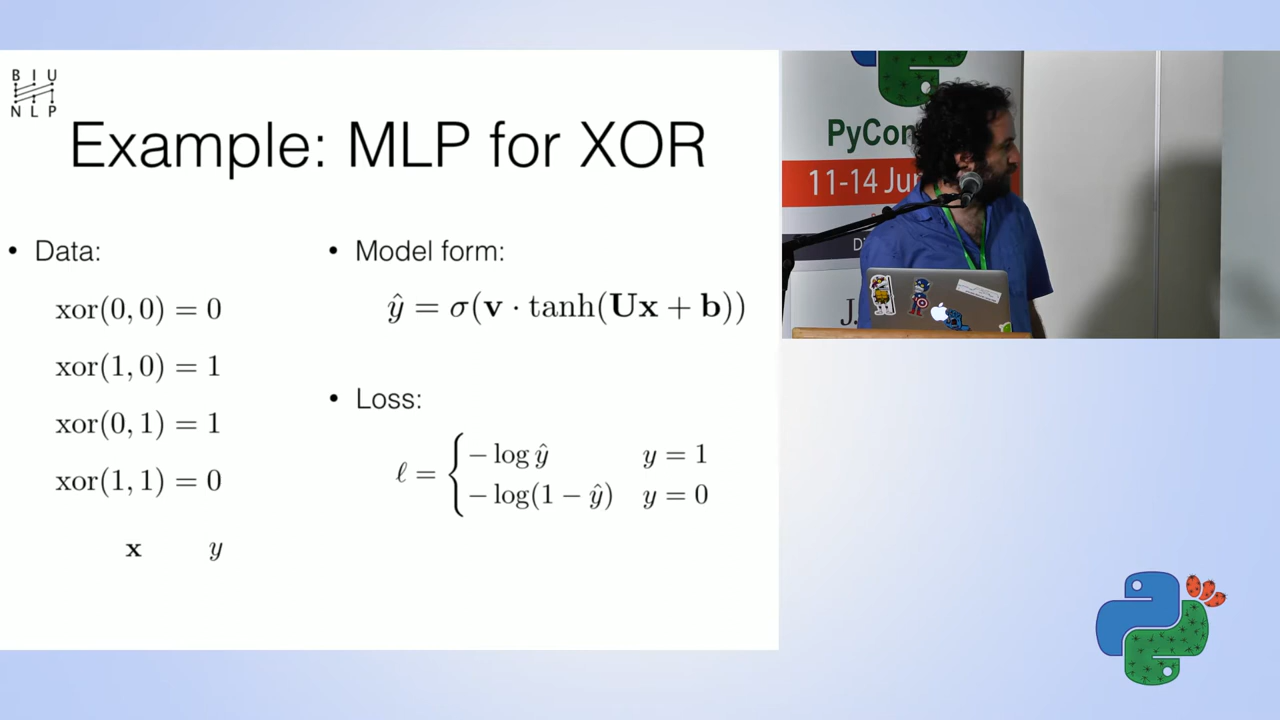 B I U
N L P
Example: MLP for XOR
• Data:
xor(0, 0) = 0
xor(1, 0) = 1
xor(0, 1) = 1
xor(1, 1) = 0
x y
• Model form:
ŷ = σ(v · tanh(Ux + b))
• Loss:
ℓ = { − log ŷ y = 1
− log(1 − ŷ) y = 0
PyCon
11-14 Jun
J.